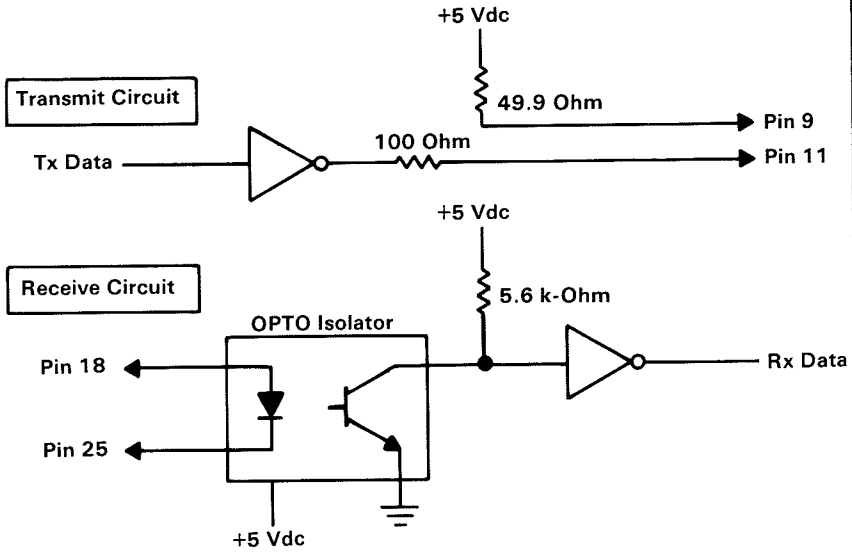 +5 Vdc
Transmit Circuit
49.9 Ohm
Pin 9
100 Ohm
Tx Data
Pin 11
+5 Vdc
Receive Circuit
5.6 k-Ohm
OPTO Isolator
Pin 18
Rx Data
Pin 25
+5 Vdc